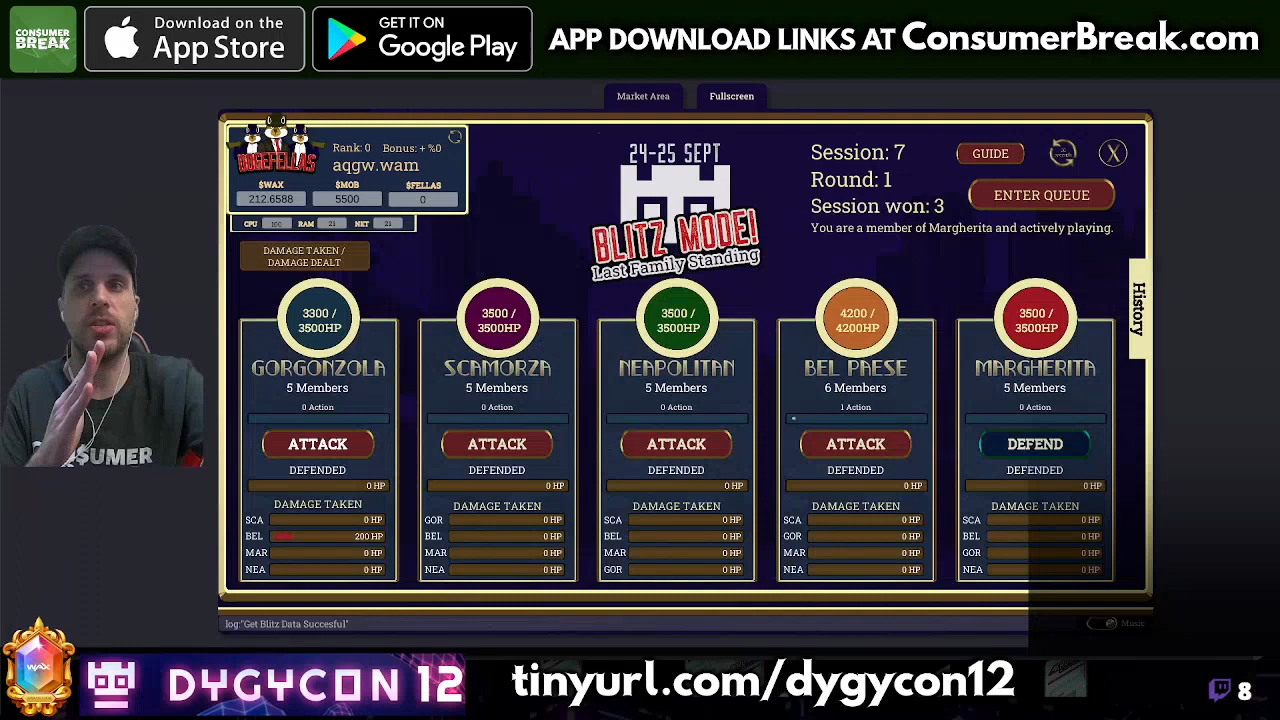 CONSUMER
BREAK
Download on the
App Store
GET IT ON
Google Play
APP DOWNLOAD LINKS AT ConsumerBreak.com
Market Area
Fullscreen
DOGEFELLAS
Rank: 0 Bonus: + %0
aqgw.wam
$WAX $MOB $FELLAS
212.6588 5500 0
CPU 100 RAM 21 NET 21
DAMAGE TAKEN /
DAMAGE DEALT
24-25 SEPT
BLITZ MODE!
Last Family Standing
Session: 7
Round: 1
Session won: 3
GUIDE
X
ENTER QUEUE
You are a member of Margherita and actively playing.
History
3300 /
3500HP
GORGONZOLA
5 Members
0 Action
ATTACK
DEFENDED
0 HP
DAMAGE TAKEN
SCA 0 HP
BEL 200 HP
MAR 0 HP
NEA 0 HP
3500 /
3500HP
SCAMORZA
5 Members
0 Action
ATTACK
DEFENDED
0 HP
DAMAGE TAKEN
GOR 0 HP
BEL 0 HP
MAR 0 HP
NEA 0 HP
3500 /
3500HP
NEAPOLITAN
5 Members
0 Action
ATTACK
DEFENDED
0 HP
DAMAGE TAKEN
SCA 0 HP
BEL 0 HP
MAR 0 HP
GOR 0 HP
4200 /
4200HP
BEL PAESE
6 Members
1 Action
ATTACK
DEFENDED
0 HP
DAMAGE TAKEN
SCA 0 HP
GOR 0 HP
MAR 0 HP
NEA 0 HP
3500 /
3500HP
MARGHERITA
5 Members
0 Action
DEFEND
DEFENDED
0 HP
DAMAGE TAKEN
SCA 0 HP
BEL 0 HP
GOR 0 HP
NEA 0 HP
log:"Get Blitz Data Succesful"
Music
WAX
DYGYCON 12
tinyurl.com/dygycon12
8